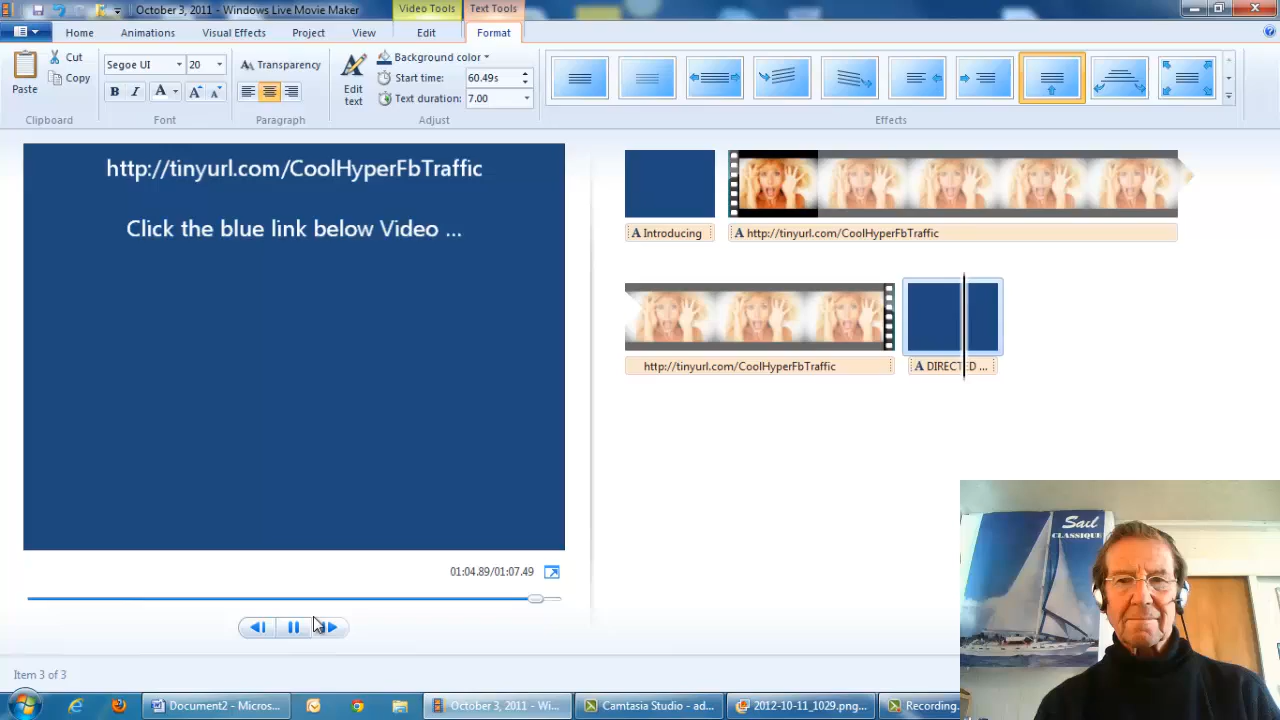 October 3, 2011 - Windows Live Movie Maker
Video Tools
Text Tools
Home
Animations
Visual Effects
Project
View
Edit
Format
Paste
Cut
Copy
Clipboard
Segoe UI
20
B
I
A
A
A
Font
Transparency
Paragraph
Edit
text
Background color
Start time:
60.49s
Text duration:
7.00
Adjust
Effects
http://tinyurl.com/CoolHyperFbTraffic
Click the blue link below Video ...
A Introducing
A http://tinyurl.com/CoolHyperFbTraffic
http://tinyurl.com/CoolHyperFbTraffic
A DIRECTED ...
01:04.89/01:07.49
Item 3 of 3
Sail
CLASSIQUE
Document2 - Micros...
October 3, 2011 - Wi...
Camtasia Studio - ad...
2012-10-11_1029.png...
Recording...